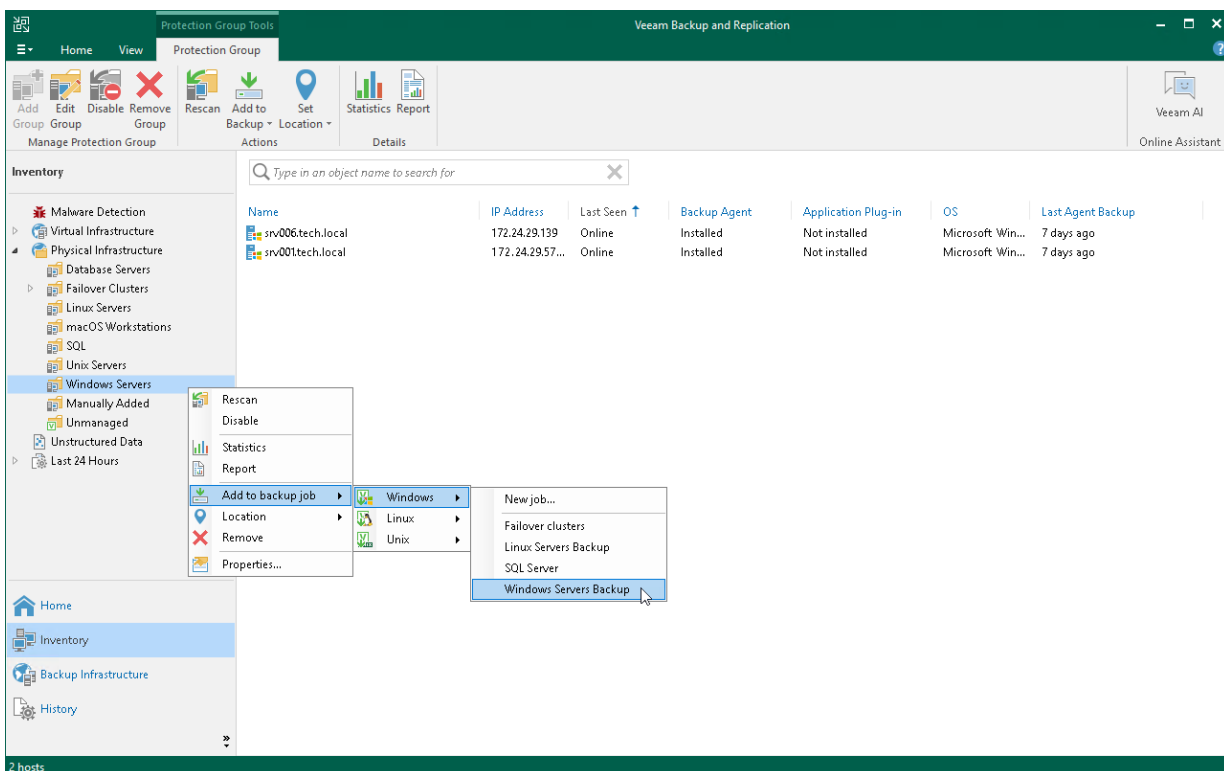 Protection Group Tools
Veeam Backup and Replication
Home View Protection Group
Add Group
Edit Group
Disable
Remove Group
Rescan
Add to Backup
Set Location
Statistics
Report
Veeam AI
Manage Protection Group
Actions
Details
Online Assistant
Inventory
Type in an object name to search for
Malware Detection
Virtual Infrastructure
Physical Infrastructure
Database Servers
Failover Clusters
Linux Servers
macOS Workstations
SQL
Unix Servers
Windows Servers
Manually Added
Unmanaged
Unstructured Data
Last 24 Hours
Name IP Address Last Seen Backup Agent Application Plug-in OS Last Agent Backup
srv006.tech.local 172.24.29.139 Online Installed Not installed Microsoft Win... 7 days ago
srv001.tech.local 172.24.29.57... Online Installed Not installed Microsoft Win... 7 days ago
Rescan
Disable
Statistics
Report
Add to backup job
Location
Remove
Properties...
Windows
Linux
Unix
New job...
Failover clusters
Linux Servers Backup
SQL Server
Windows Servers Backup
Home
Inventory
Backup Infrastructure
History
2 hosts